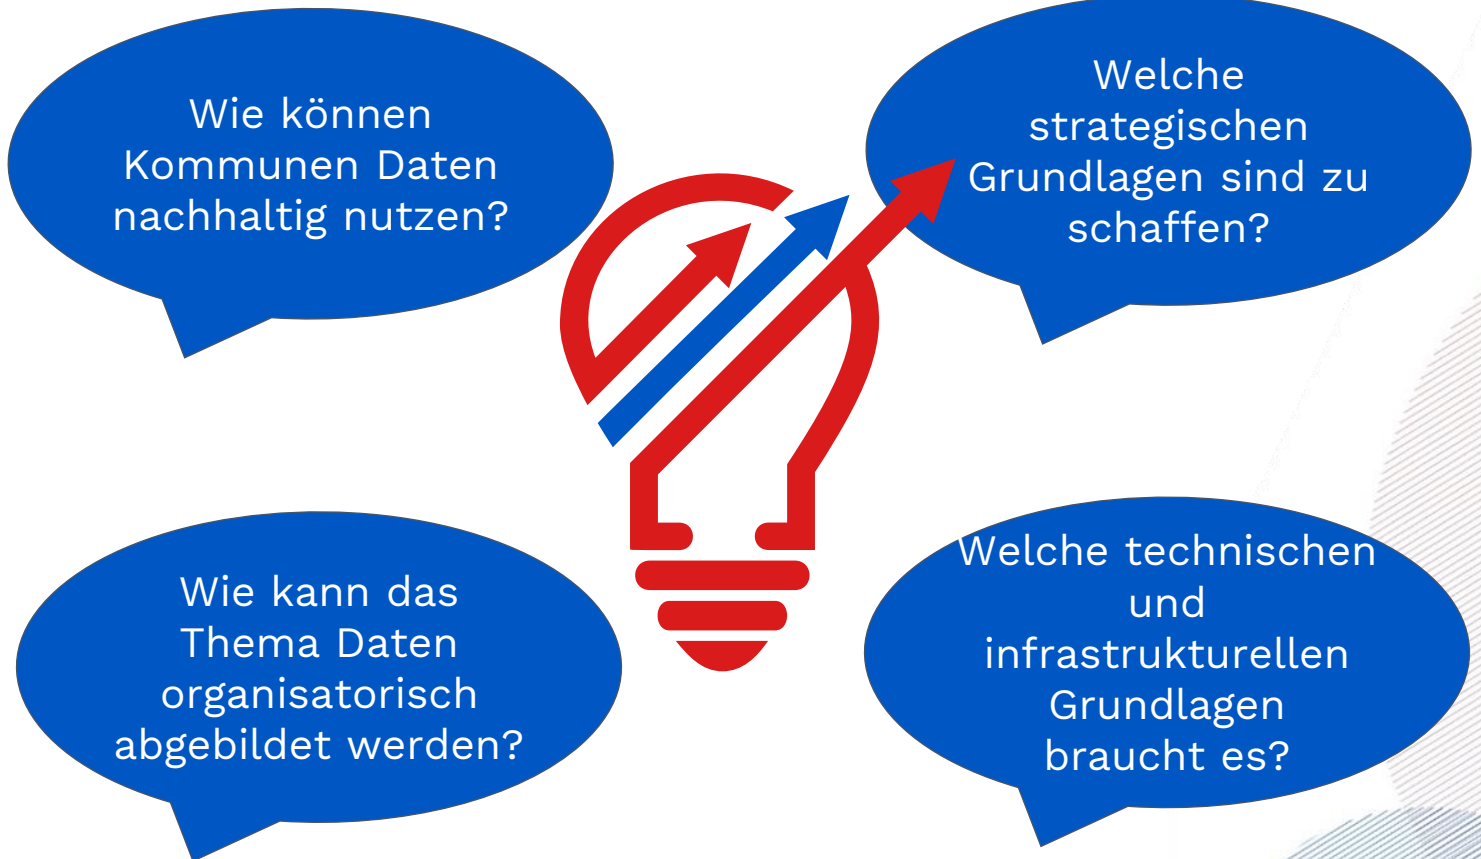 Wie können
Kommunen Daten
nachhaltig nutzen?
Welche
strategischen
Grundlagen sind zu
schaffen?
Wie kann das
Thema Daten
organisatorisch
abgebildet werden?
Welche technischen
und
infrastrukturellen
Grundlagen
braucht es?